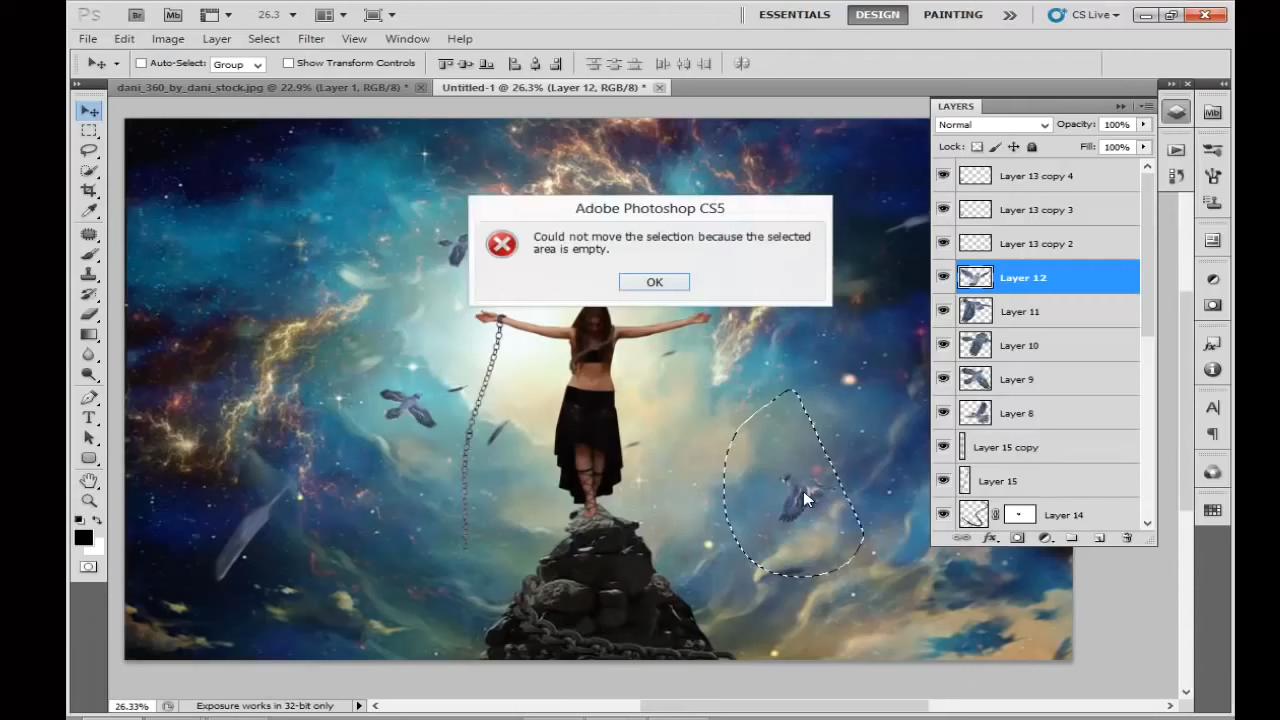 Ps Br Mb 26.3 ESSENTIALS DESIGN PAINTING CS Live
File Edit Image Layer Select Filter View Window Help
Auto-Select: Group Show Transform Controls
dani_360_by_dani_stock.jpg @ 22.9% (Layer 1, RGB/8) * Untitled-1 @ 26.3% (Layer 12, RGB/8) *
LAYERS
Normal Opacity: 100%
Lock: Fill: 100%
Layer 13 copy 4
Layer 13 copy 3
Layer 13 copy 2
Layer 12
Layer 11
Layer 10
Layer 9
Layer 8
Layer 15 copy
Layer 15
Layer 14
Mb
Adobe Photoshop CS5
Could not move the selection because the selected
area is empty.
OK
26.33% Exposure works in 32-bit only